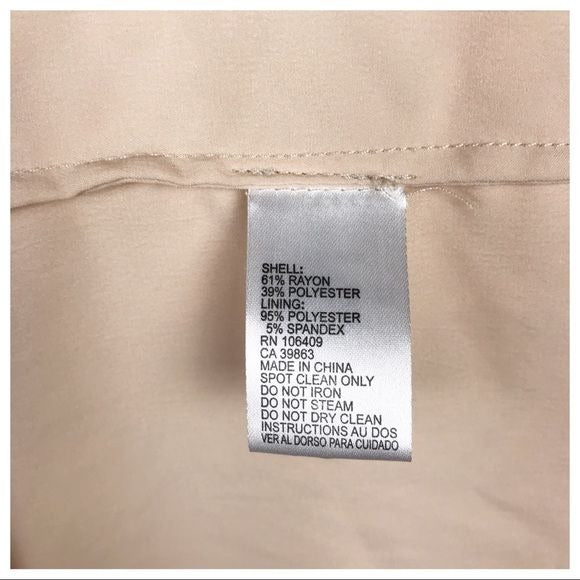 SHELL:
61% RAYON
39% POLYESTER
LINING:
95% POLYESTER
5% SPANDEX
RN 106409
CA 39863
MADE IN CHINA
SPOT CLEAN ONLY
DO NOT IRON
DO NOT STEAM
DO NOT DRY CLEAN
INSTRUCTIONS AU DOS
VER AL DORSO PARA CUIDADO